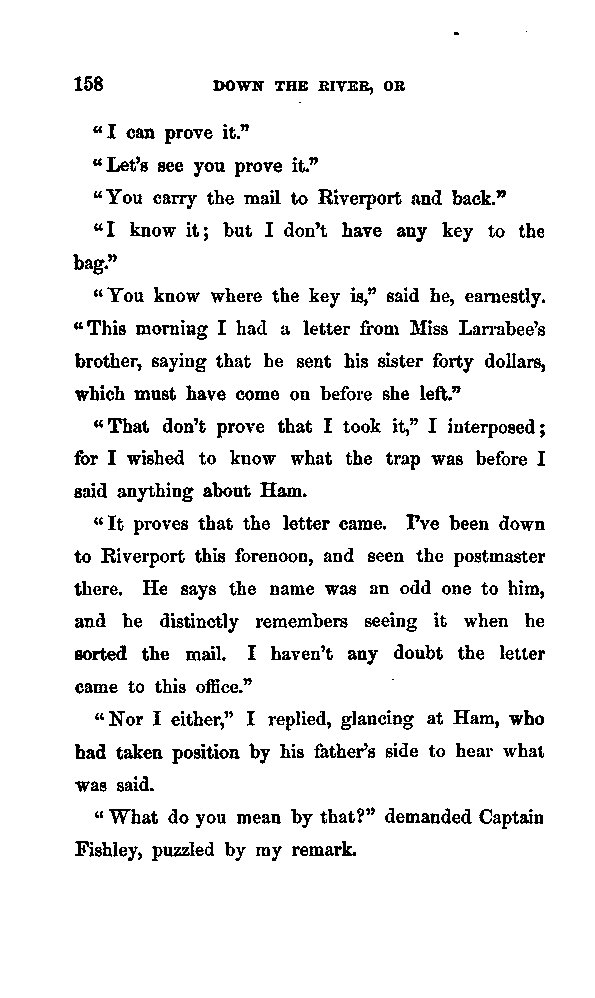 158 DOWN THE RIVER, OR
“I can prove it.”
“Let’s see you prove it.”
“You carry the mail to Riverport and back.”
“I know it; but I don’t have any key to the
bag.”
“You know where the key is,” said he, earnestly.
“This morning I had a letter from Miss Larrabee’s
brother, saying that he sent his sister forty dollars,
which must have come on before she left.”
“That don’t prove that I took it,” I interposed;
for I wished to know what the trap was before I
said anything about Ham.
“It proves that the letter came. I’ve been down
to Riverport this forenoon, and seen the postmaster
there. He says the name was an odd one to him,
and he distinctly remembers seeing it when he
sorted the mail. I haven’t any doubt the letter
came to this office.”
“Nor I either,” I replied, glancing at Ham, who
had taken position by his father’s side to hear what
was said.
“What do you mean by that?” demanded Captain
Fishley, puzzled by my remark.